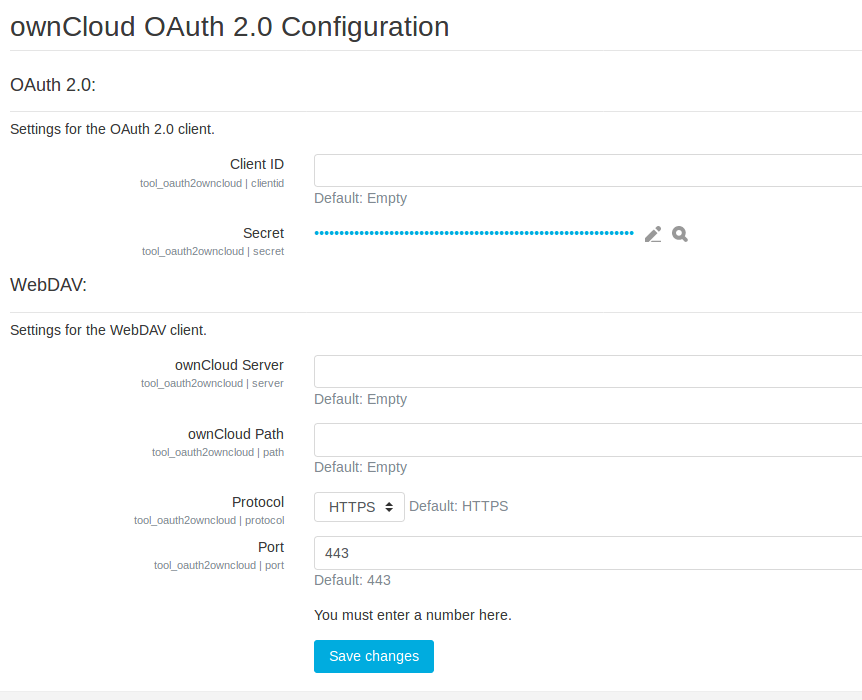 ownCloud OAuth 2.0 Configuration
OAuth 2.0:
Settings for the OAuth 2.0 client.
Client ID
tool_oauth2owncloud | clientid
Default: Empty
Secret
tool_oauth2owncloud | secret
WebDAV:
Settings for the WebDAV client.
ownCloud Server
tool_oauth2owncloud | server
Default: Empty
ownCloud Path
tool_oauth2owncloud | path
Default: Empty
Protocol
HTTPS Default: HTTPS
tool_oauth2owncloud | protocol
Port
443
tool_oauth2owncloud | port
Default: 443
You must enter a number here.
Save changes